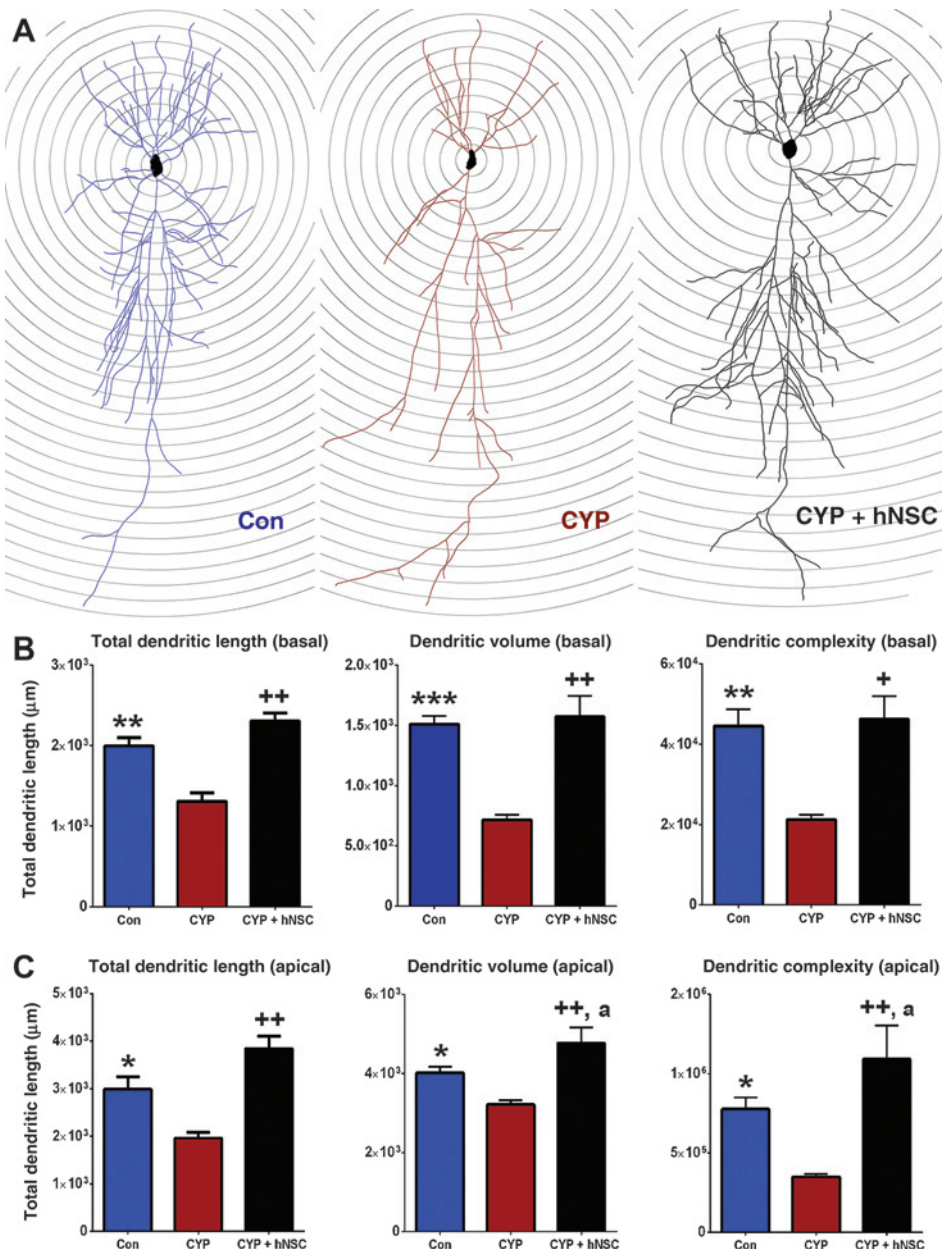 A
Con
CYP
CYP + hNSC
B
Total dendritic length (basal)
Total dendritic length (μm)
3×10³
2×10³
1×10³
0
**
++
Con
CYP
CYP + hNSC
Dendritic volume (basal)
2.0×10³
1.5×10³
1.0×10³
5.0×10²
0
***
++
Con
CYP
CYP + hNSC
Dendritic complexity (basal)
6×10⁴
4×10⁴
2×10⁴
0
**
+
Con
CYP
CYP + hNSC
C
Total dendritic length (apical)
Total dendritic length (μm)
5×10³
4×10³
3×10³
2×10³
1×10³
0
*
++
Con
CYP
CYP + hNSC
Dendritic volume (apical)
6×10³
4×10³
2×10³
0
*
++, a
Con
CYP
CYP + hNSC
Dendritic complexity (apical)
2×10⁶
1×10⁶
5×10⁵
0
*
++, a
Con
CYP
CYP + hNSC